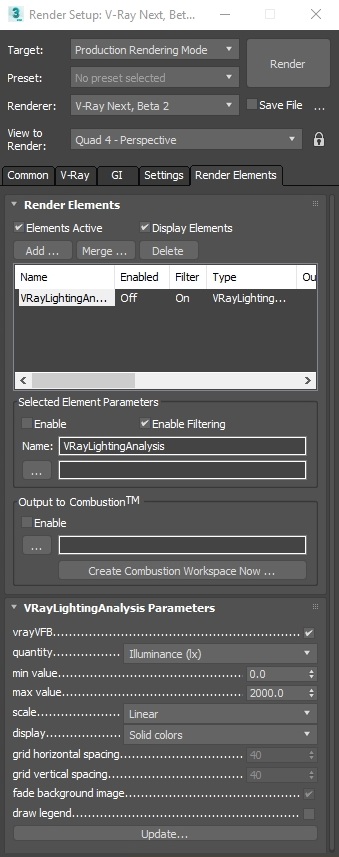 3 Render Setup: V-Ray Next, Bet...
Target: Production Rendering Mode
Render
Preset: No preset selected
Renderer: V-Ray Next, Beta 2
Save File ...
View to Render: Quad 4 - Perspective
Common V-Ray GI Settings Render Elements
Render Elements
Elements Active Display Elements
Add ... Merge ... Delete
Name Enabled Filter Type Ou
VRayLightingAn... Off On VRayLighting...
Selected Element Parameters
Enable Enable Filtering
Name: VRayLightingAnalysis
...
Output to Combustion™
Enable
...
Create Combustion Workspace Now ...
VRayLightingAnalysis Parameters
vrayVFB
quantity Illuminance (lx)
min value 0.0
max value 2000.0
scale Linear
display Solid colors
grid horizontal spacing 40
grid vertical spacing 40
fade background image
draw legend
Update...